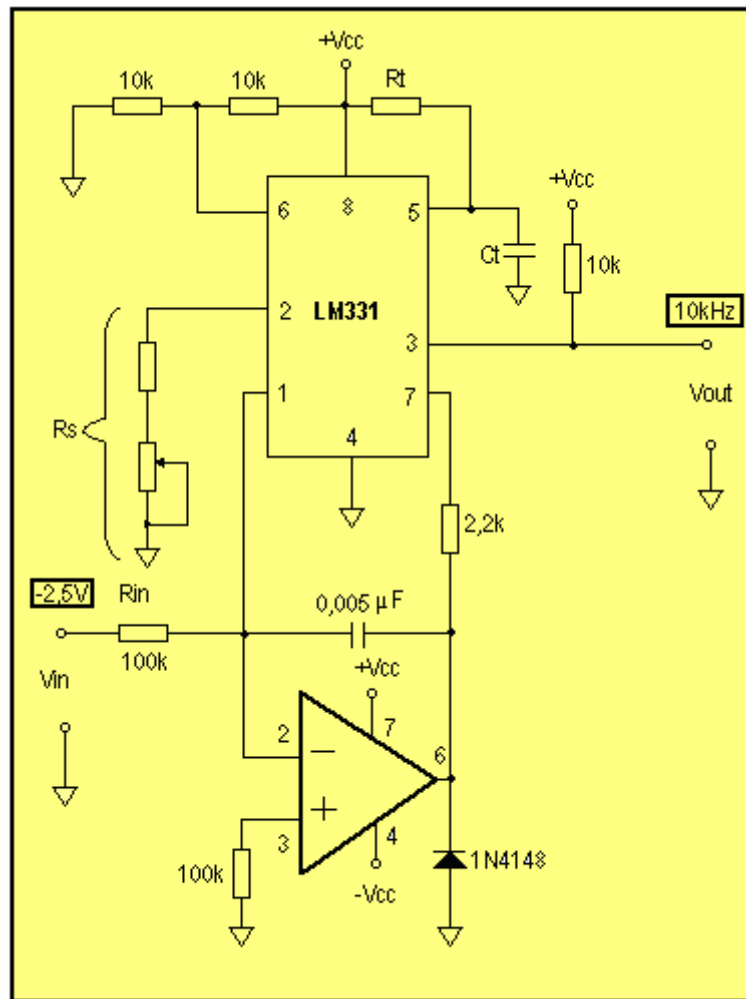 +Vcc
10k
10k
Rt
+Vcc
6
8
5
Ct
10k
2
LM331
10kHz
3
1
7
Vout
Rs
4
2,2k
-2,5V
Rin
0,005 µF
100k
+Vcc
Vin
2
7
6
3
4
1N4148
100k
-Vcc